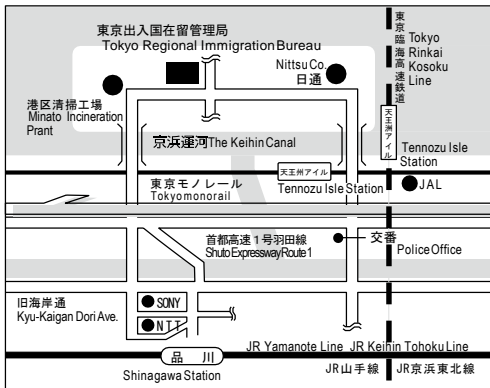 東京出入国在留管理局
Tokyo Regional Immigration Bureau
東京臨海高速鉄道
Tokyo
Rinkai
Kosoku
Line
Nittsu Co.
日通
港区清掃工場
Minato Incineration
Prant
京浜運河The Keihin Canal
天王洲アイル
Tennozu Isle
Station
天王州アイル
東京モノレール
Tokyomonorail
Tennozu Isle Station
JAL
首都高速1号羽田線
Shuto Expressway Route 1
交番
Police Office
旧海岸通
Kyu-Kaigan Dori Ave.
SONY
NTT
品川
Shinagawa Station
JR Yamanote Line
JR Keihin Tohoku Line
JR山手線
JR京浜東北線